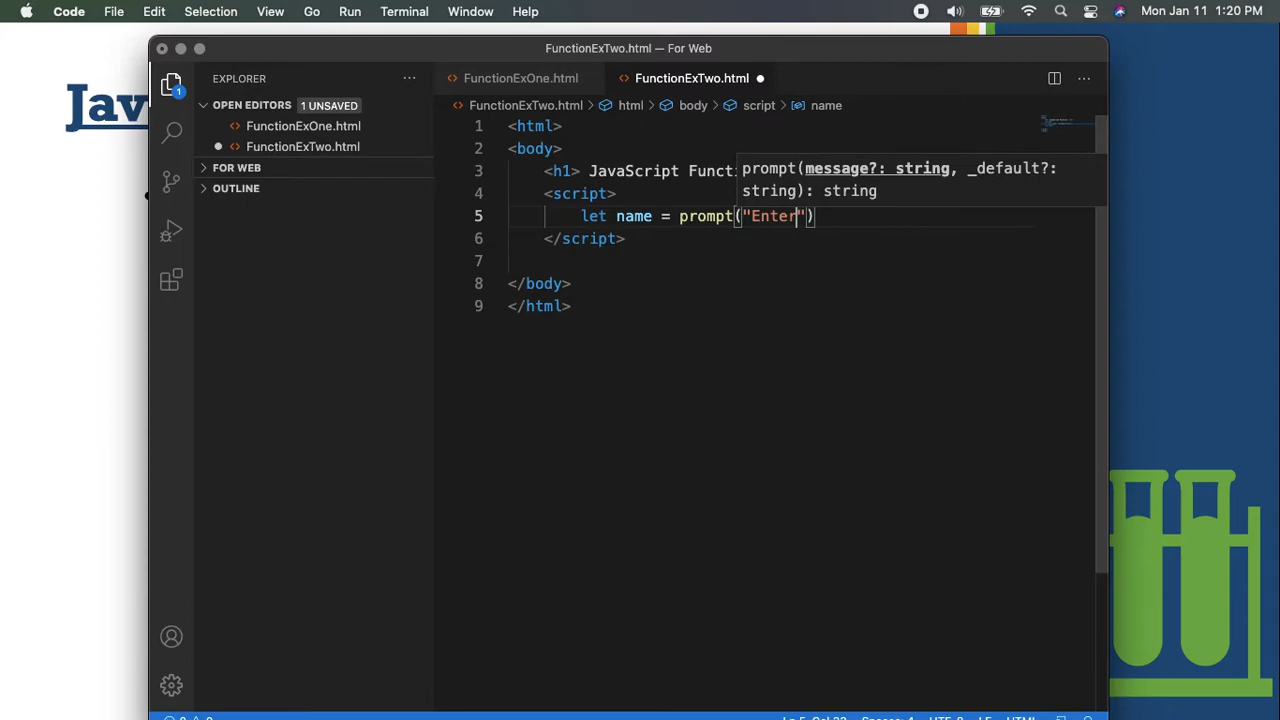 Code File Edit Selection View Go Run Terminal Window Help Mon Jan 11 1:20 PM
FunctionExTwo.html — For Web
Jav
EXPLORER
FunctionExOne.html FunctionExTwo.html
OPEN EDITORS 1 UNSAVED
FunctionExTwo.html > html > body > script > name
FunctionExOne.html
FunctionExTwo.html
FOR WEB
OUTLINE
1
1 <html>
2 <body>
3 <h1> JavaScript Functi
4 <script>
5 let name = prompt("Enter")
6 </script>
7
8 </body>
9 </html>
prompt(message?: string, _default?:
string): string